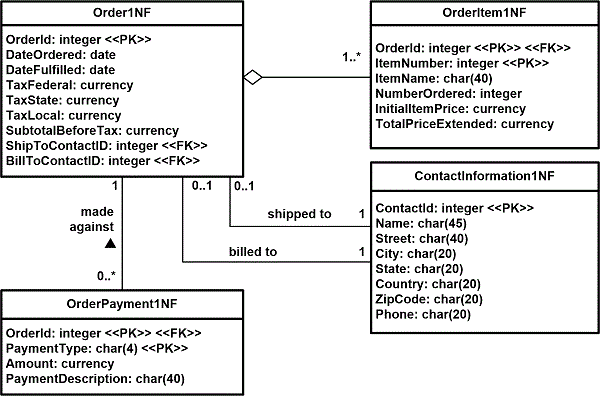 Order1NF
OrderId: integer <<PK>>
DateOrdered: date
DateFulfilled: date
TaxFederal: currency
TaxState: currency
TaxLocal: currency
SubtotalBeforeTax: currency
ShipToContactID: integer <<FK>>
BillToContactID: integer <<FK>>
1..*
OrderItem1NF
OrderId: integer <<PK>> <<FK>>
ItemNumber: integer <<PK>>
ItemName: char(40)
NumberOrdered: integer
InitialItemPrice: currency
TotalPriceExtended: currency
1
0..1
0..1
made
against
shipped to
1
billed to
1
0..*
ContactInformation1NF
ContactId: integer <<PK>>
Name: char(45)
Street: char(40)
City: char(20)
State: char(20)
Country: char(20)
ZipCode: char(20)
Phone: char(20)
OrderPayment1NF
OrderId: integer <<PK>> <<FK>>
PaymentType: char(4) <<PK>>
Amount: currency
PaymentDescription: char(40)